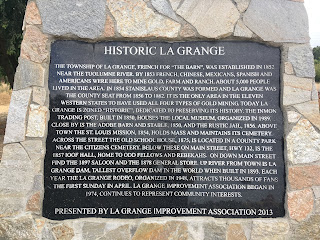 HISTORIC LA GRANGE
THE TOWNSHIP OF LA GRANGE, FRENCH FOR "THE BARN", WAS ESTABLISHED IN 1852
NEAR THE TUOLUMNE RIVER. BY 1853 FRENCH, CHINESE, MEXICANS, SPANISH AND
AMERICANS WERE HERE TO MINE GOLD, FARM AND RANCH. ABOUT 5,000 PEOPLE
LIVED IN THE AREA. IN 1854 STANISLAUS COUNTY WAS FORMED AND LA GRANGE WAS
THE COUNTY SEAT FROM 1856 TO 1862. IT IS THE ONLY AREA IN THE ELEVEN
WESTERN STATES TO HAVE USED ALL FOUR TYPES OF GOLD MINING. TODAY LA
GRANGE IS ZONED "HISTORIC", DEDICATED TO PRESERVING ITS HISTORY. THE INMON
TRADING POST, BUILT IN 1850, HOUSES THE LOCAL MUSEUM, ORGANIZED IN 1989.
CLOSE BY IS THE ADOBE BARN AND STABLE, 1850, AND THE RUSTIC JAIL, 1856. ABOVE
TOWN THE ST. LOUIS MISSION, 1854, HOLDS MASS AND MAINTAINS ITS CEMETERY.
ACROSS THE STREET THE OLD SCHOOL HOUSE, 1875, IS LOCATED IN A COUNTY PARK
NEAR THE CITIZENS CEMETERY. BELOW THESE ON MAIN STREET, HWY 132, IS THE
1857 IOOF HALL, HOME TO ODD FELLOWS AND REBEKAHS. ON DOWN MAIN STREET
FIND THE 1897 SALOON AND THE 1878 GENERAL STORE. UP RIVER FROM TOWN IS LA
GRANGE DAM, TALLEST OVERFLOW DAM IN THE WORLD WHEN BUILT IN 1893. EACH
YEAR THE LA GRANGE RODEO, ORGANIZED IN 1948, ATTRACTS THOUSANDS OF FANS
THE FIRST SUNDAY IN APRIL. LA GRANGE IMPROVEMENT ASSOCIATION BEGAN IN
1974, CONTINUES TO REPRESENT COMMUNITY INTERESTS.
PRESENTED BY LA GRANGE IMPROVEMENT ASSOCIATION 2013